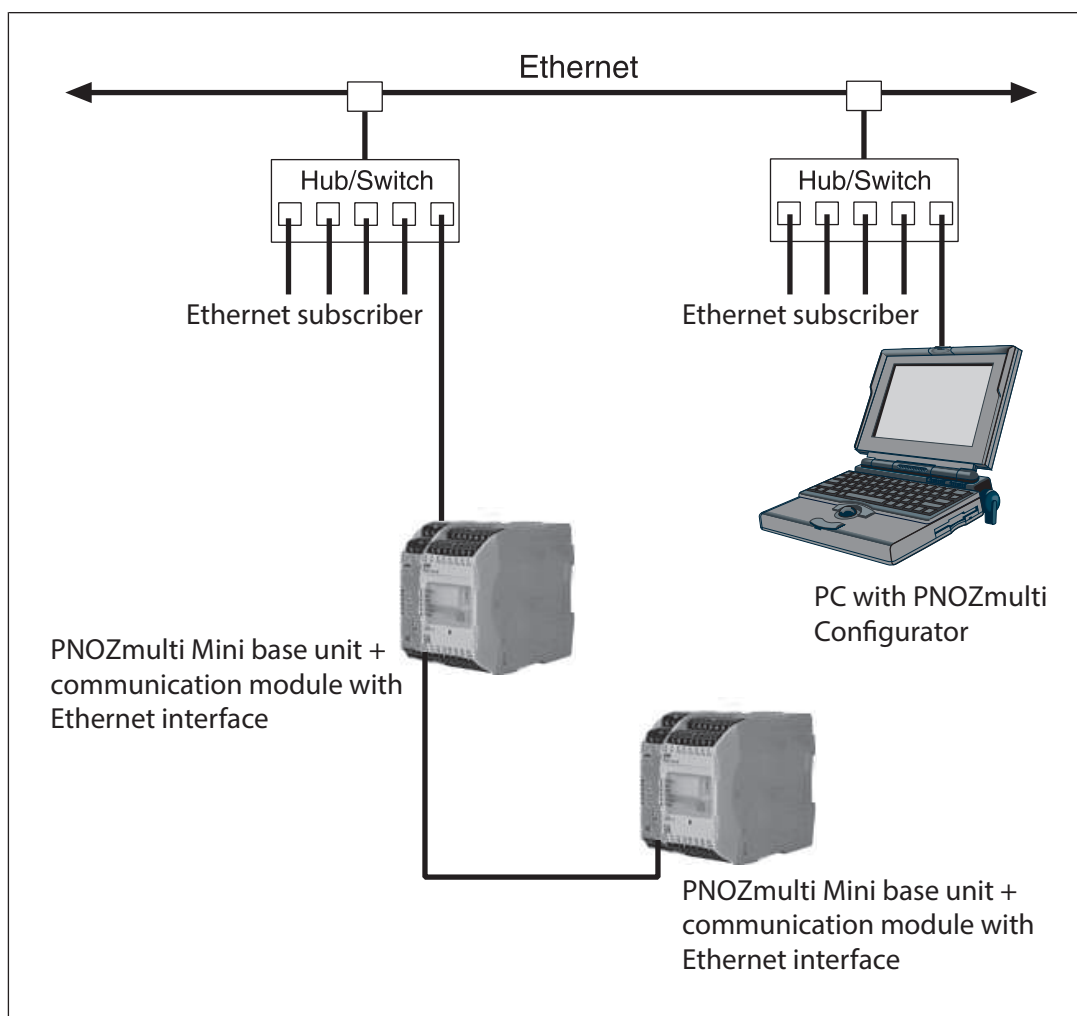 Ethernet
Hub/Switch
Hub/Switch
Ethernet subscriber
Ethernet subscriber
PC with PNOZmulti
Configurator
PNOZmulti Mini base unit +
communication module with
Ethernet interface
PNOZmulti Mini base unit +
communication module with
Ethernet interface